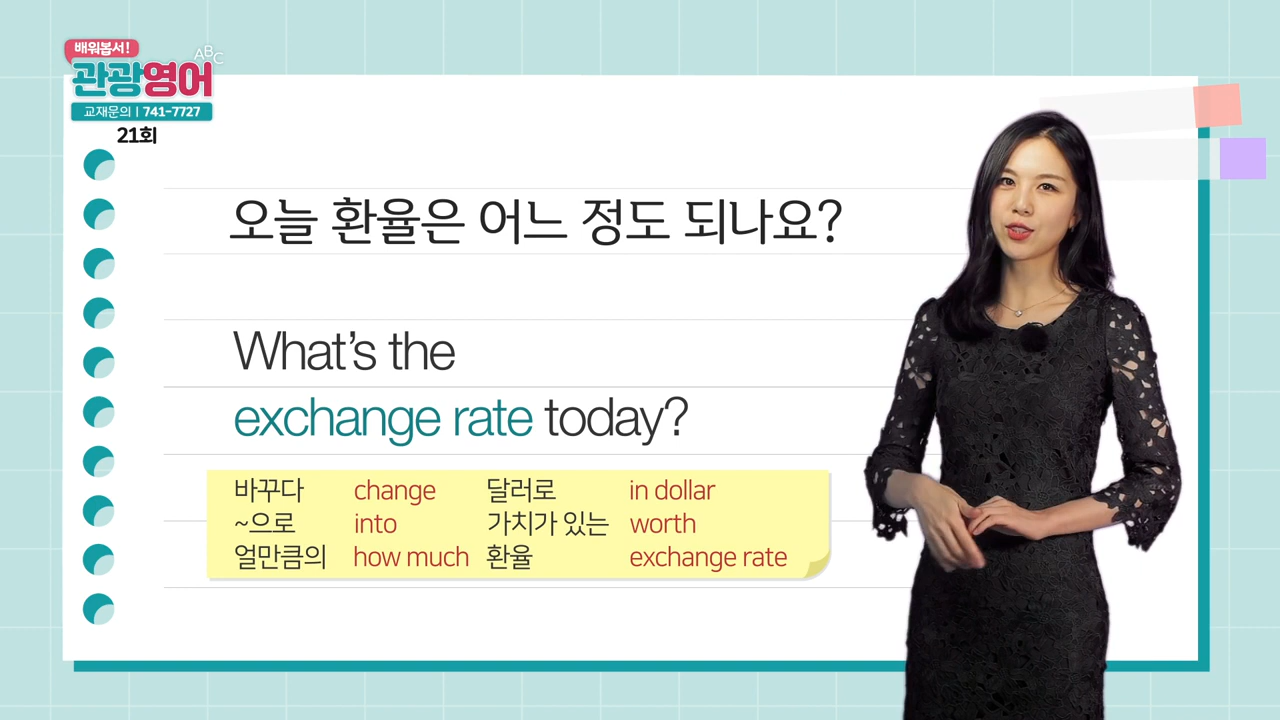 배워봅서!
ABC
관광영어
교재문의 | 741-7727
21회
오늘 환율은 어느 정도 되나요?
What's the
exchange rate today?
바꾸다 change 달러로 in dollar
~으로 into 가치가 있는 worth
얼만큼의 how much 환율 exchange rate